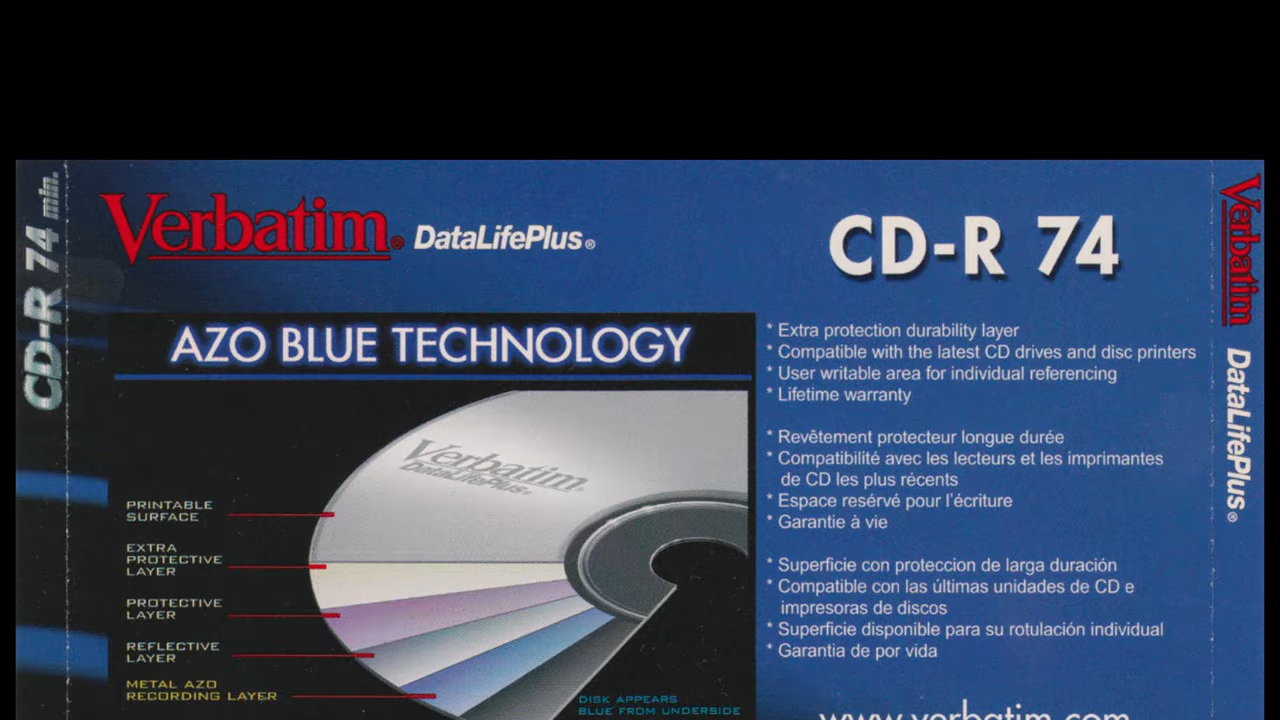 CD-R 74 min.
Verbatim® DataLifePlus®
CD-R 74
AZO BLUE TECHNOLOGY
Verbatim
DataLifePlus®
PRINTABLE
SURFACE
EXTRA
PROTECTIVE
LAYER
PROTECTIVE
LAYER
REFLECTIVE
LAYER
METAL AZO
RECORDING LAYER
DISK APPEARS
BLUE FROM UNDERSIDE
* Extra protection durability layer
* Compatible with the latest CD drives and disc printers
* User writable area for individual referencing
* Lifetime warranty
* Revêtement protecteur longue durée
* Compatibilité avec les lecteurs et les imprimantes
de CD les plus récents
* Espace resérvé pour l'écriture
* Garantie à vie
* Superficie con proteccion de larga duración
* Compatible con las últimas unidades de CD e
impresoras de discos
* Superficie disponible para su rotulación individual
* Garantia de por vida
www.verbatim.com
Verbatim DataLifePlus®